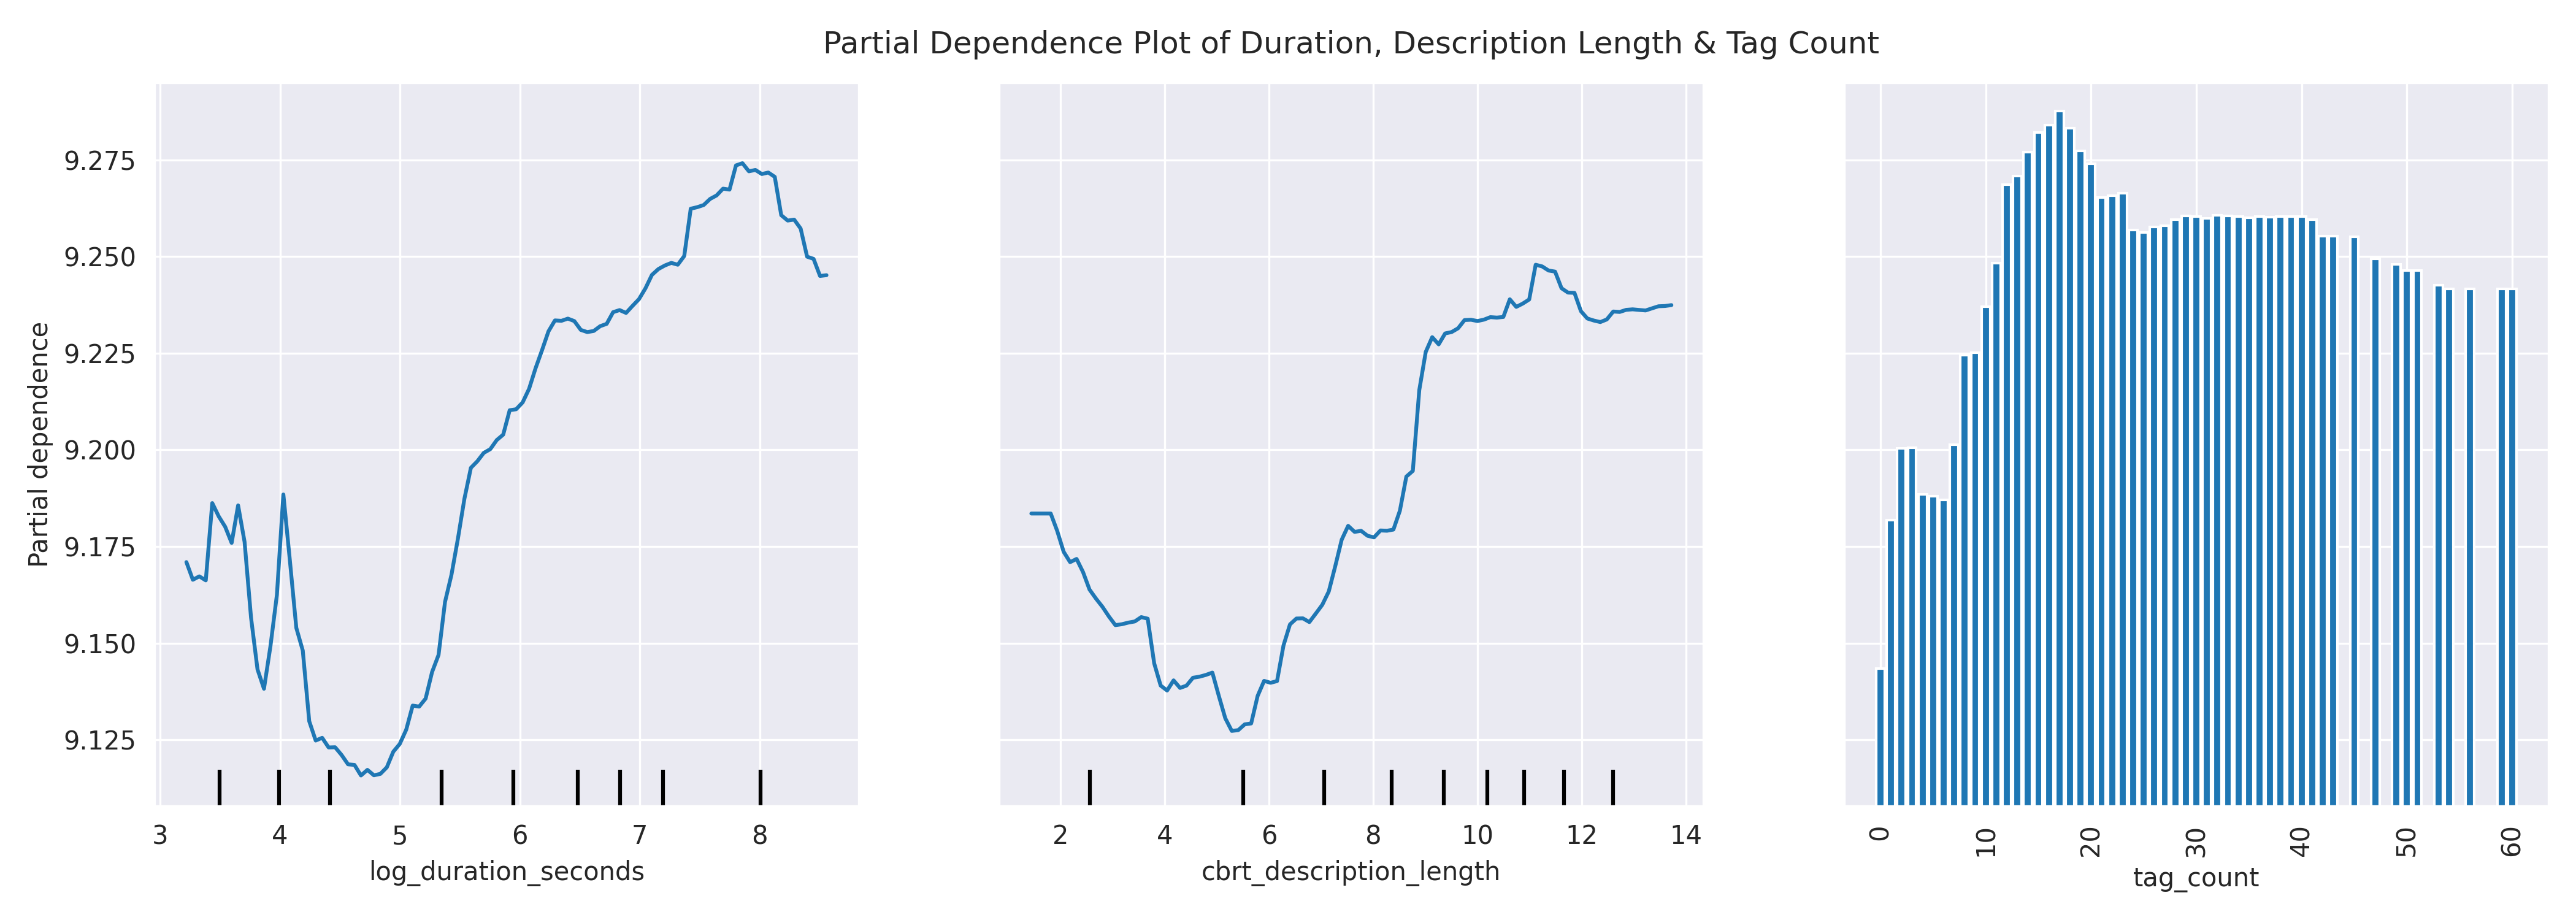 Partial Dependence Plot of Duration, Description Length & Tag Count
Partial dependence
9.275
9.250
9.225
9.200
9.175
9.150
9.125
3 4 5 6 7 8
log_duration_seconds
2 4 6 8 10 12 14
cbrt_description_length
0 10 20 30 40 50 60
tag_count